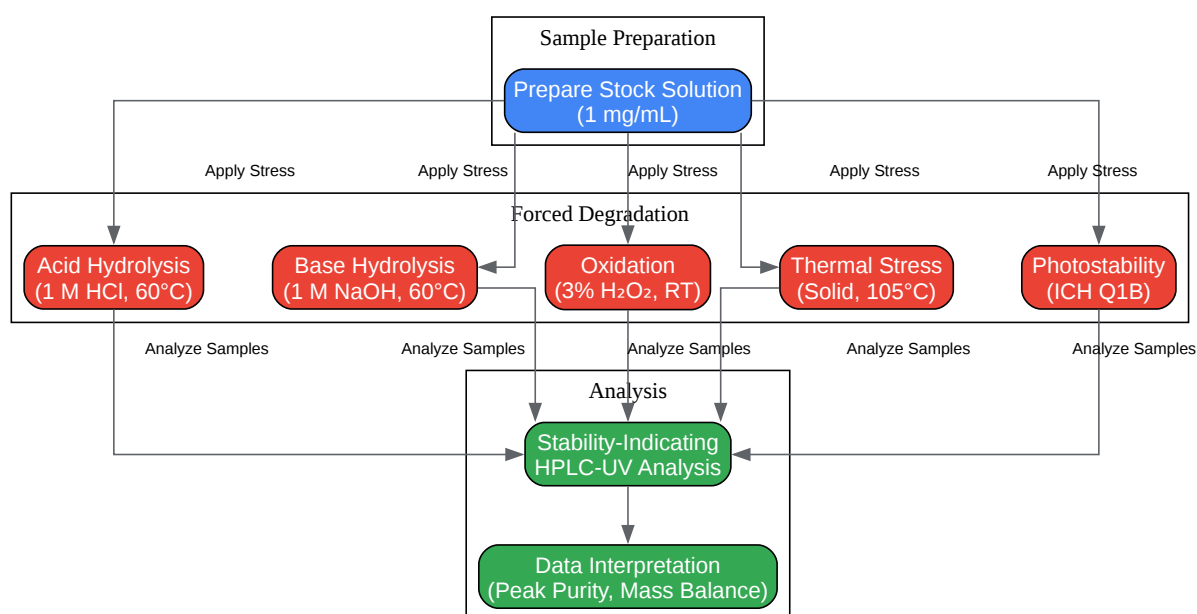 Sample Preparation
Prepare Stock Solution
(1 mg/mL)
Apply Stress
Apply Stress
Apply Stress
Apply Stress
Apply Stress
Forced Degradation
Acid Hydrolysis
(1 M HCl, 60°C)
Base Hydrolysis
(1 M NaOH, 60°C)
Oxidation
(3% H₂O₂, RT)
Thermal Stress
(Solid, 105°C)
Photostability
(ICH Q1B)
Analyze Samples
Analyze Samples
Analyze Samples
Analyze Samples
Analyze Samples
Analysis
Stability-Indicating
HPLC-UV Analysis
Data Interpretation
(Peak Purity, Mass Balance)